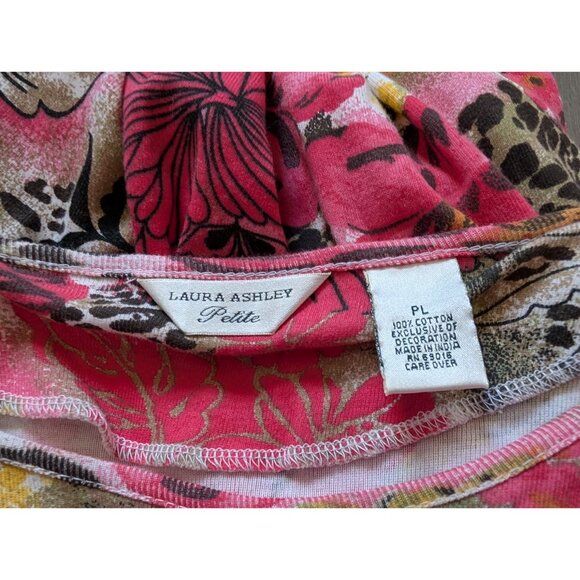 LAURA ASHLEY
Petite
PL
100% COTTON
EXCLUSIVE OF
DECORATION
MADE IN INDIA
RN 69016
CARE OVER